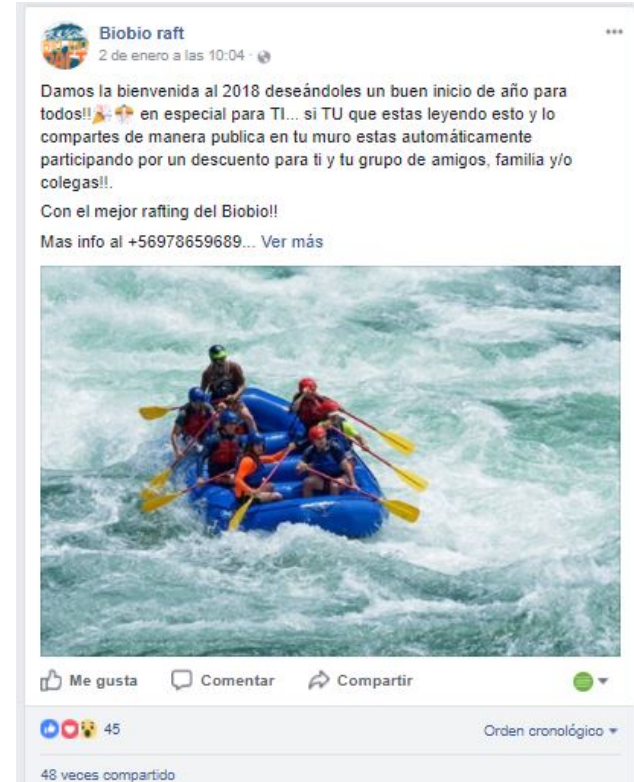 Biobio raft
2 de enero a las 10:04 ·
Damos la bienvenida al 2018 deseándoles un buen inicio de año para
todos!!🎉🎊 en especial para TI... si TU que estas leyendo esto y lo
compartes de manera publica en tu muro estas automáticamente
participando por un descuento para ti y tu grupo de amigos, familia y/o
colegas!!.
Con el mejor rafting del Biobio!!
Mas info al +56978659689... Ver más
Me gusta Comentar Compartir
45 Orden cronológico
48 veces compartido